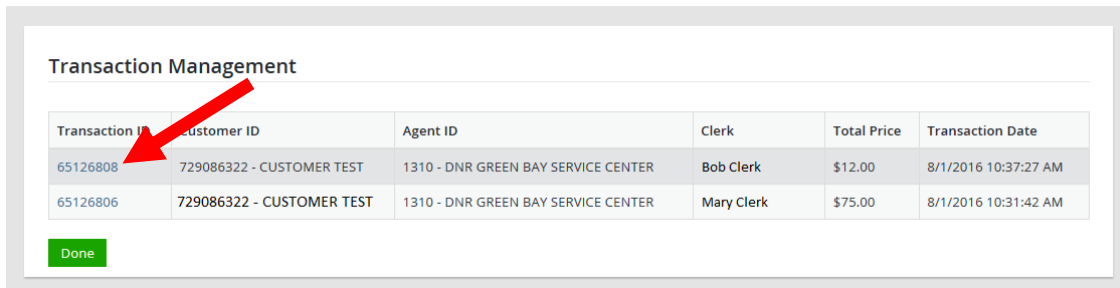 Transaction Management
Transaction ID Customer ID Agent ID Clerk Total Price Transaction Date
65126808 729086322 - CUSTOMER TEST 1310 - DNR GREEN BAY SERVICE CENTER Bob Clerk $12.00 8/1/2016 10:37:27 AM
65126806 729086322 - CUSTOMER TEST 1310 - DNR GREEN BAY SERVICE CENTER Mary Clerk $75.00 8/1/2016 10:31:42 AM
Done